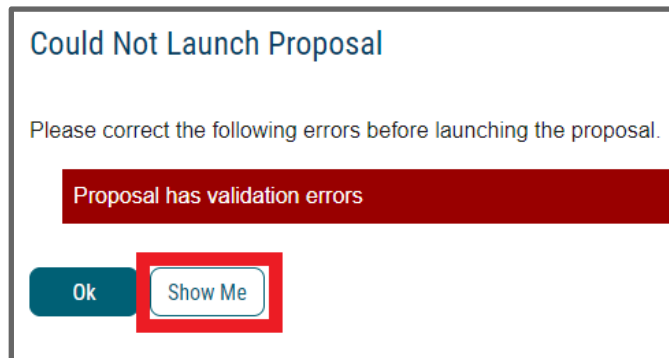 Could Not Launch Proposal
Please correct the following errors before launching the proposal.
Proposal has validation errors
Ok
Show Me